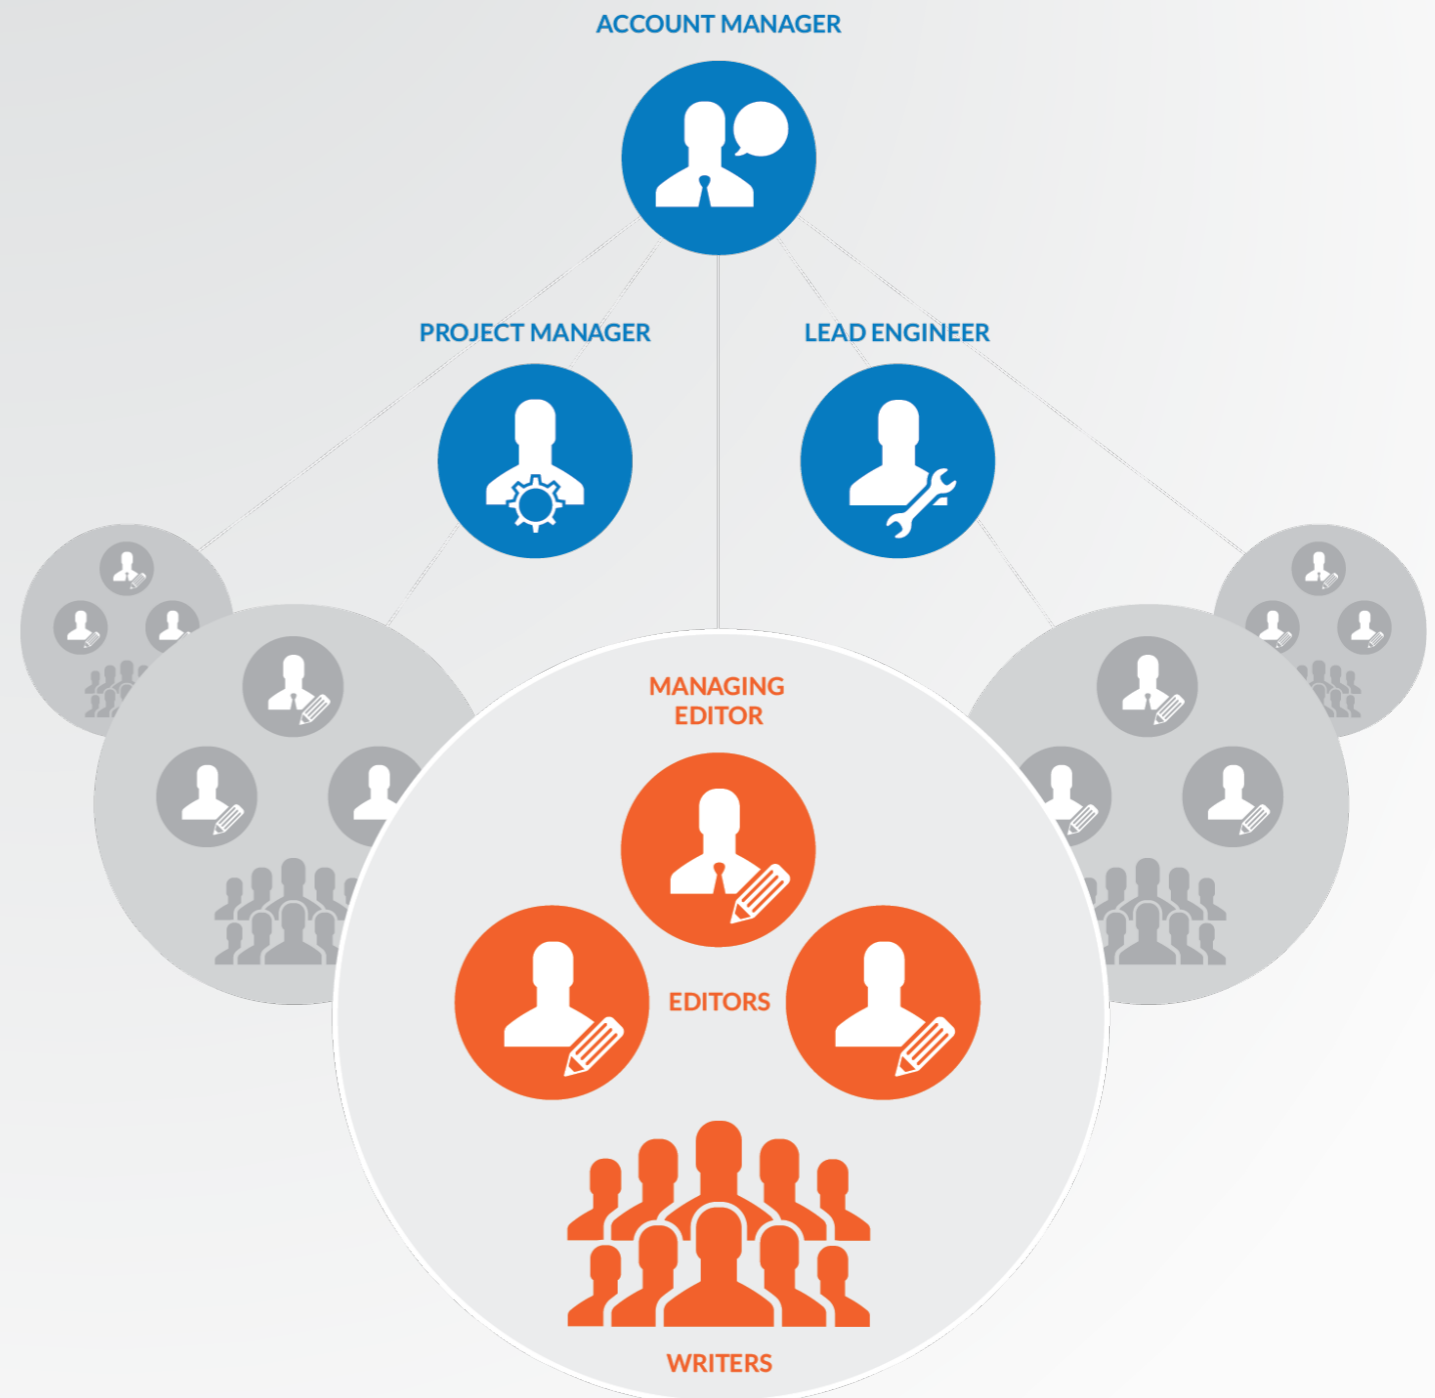 ACCOUNT MANAGER
PROJECT MANAGER
LEAD ENGINEER
MANAGING
EDITOR
EDITORS
WRITERS